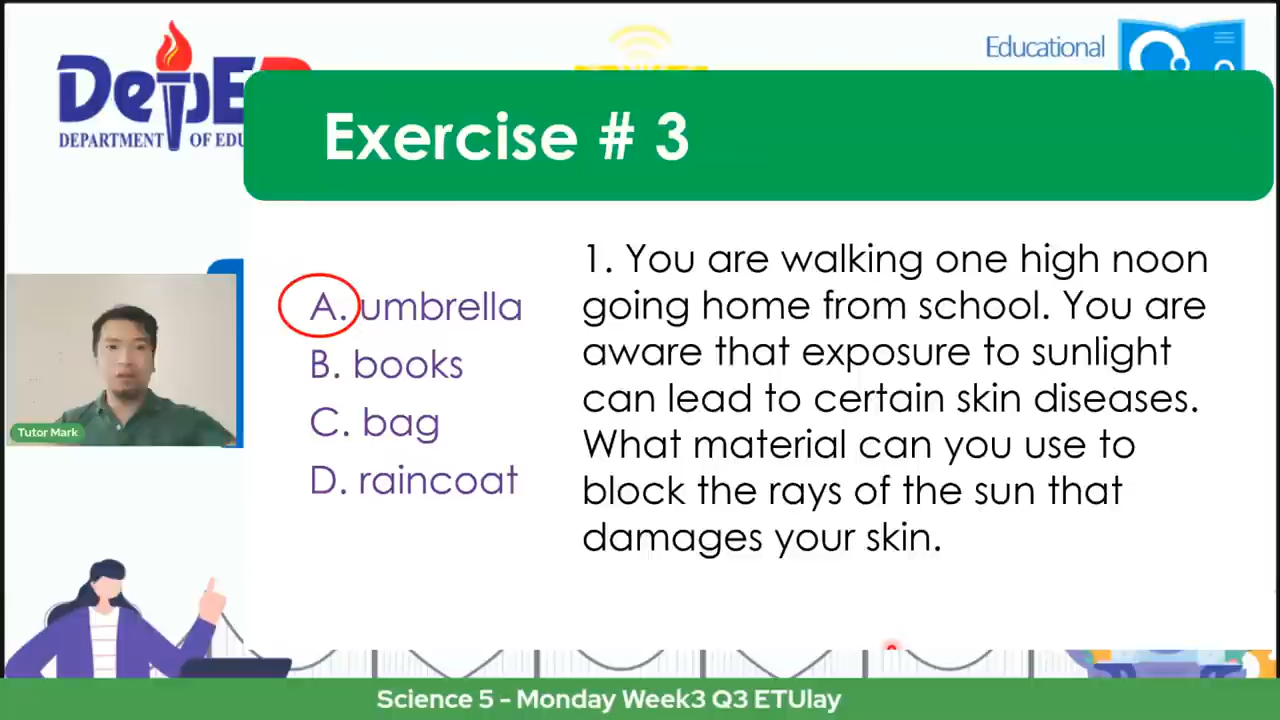 DepE
DEPARTMENT OF EDU
Educational
Exercise # 3
A. umbrella
B. books
C. bag
D. raincoat
1. You are walking one high noon
going home from school. You are
aware that exposure to sunlight
can lead to certain skin diseases.
What material can you use to
block the rays of the sun that
damages your skin.
Tutor Mark
Science 5 - Monday Week3 Q3 ETUlay